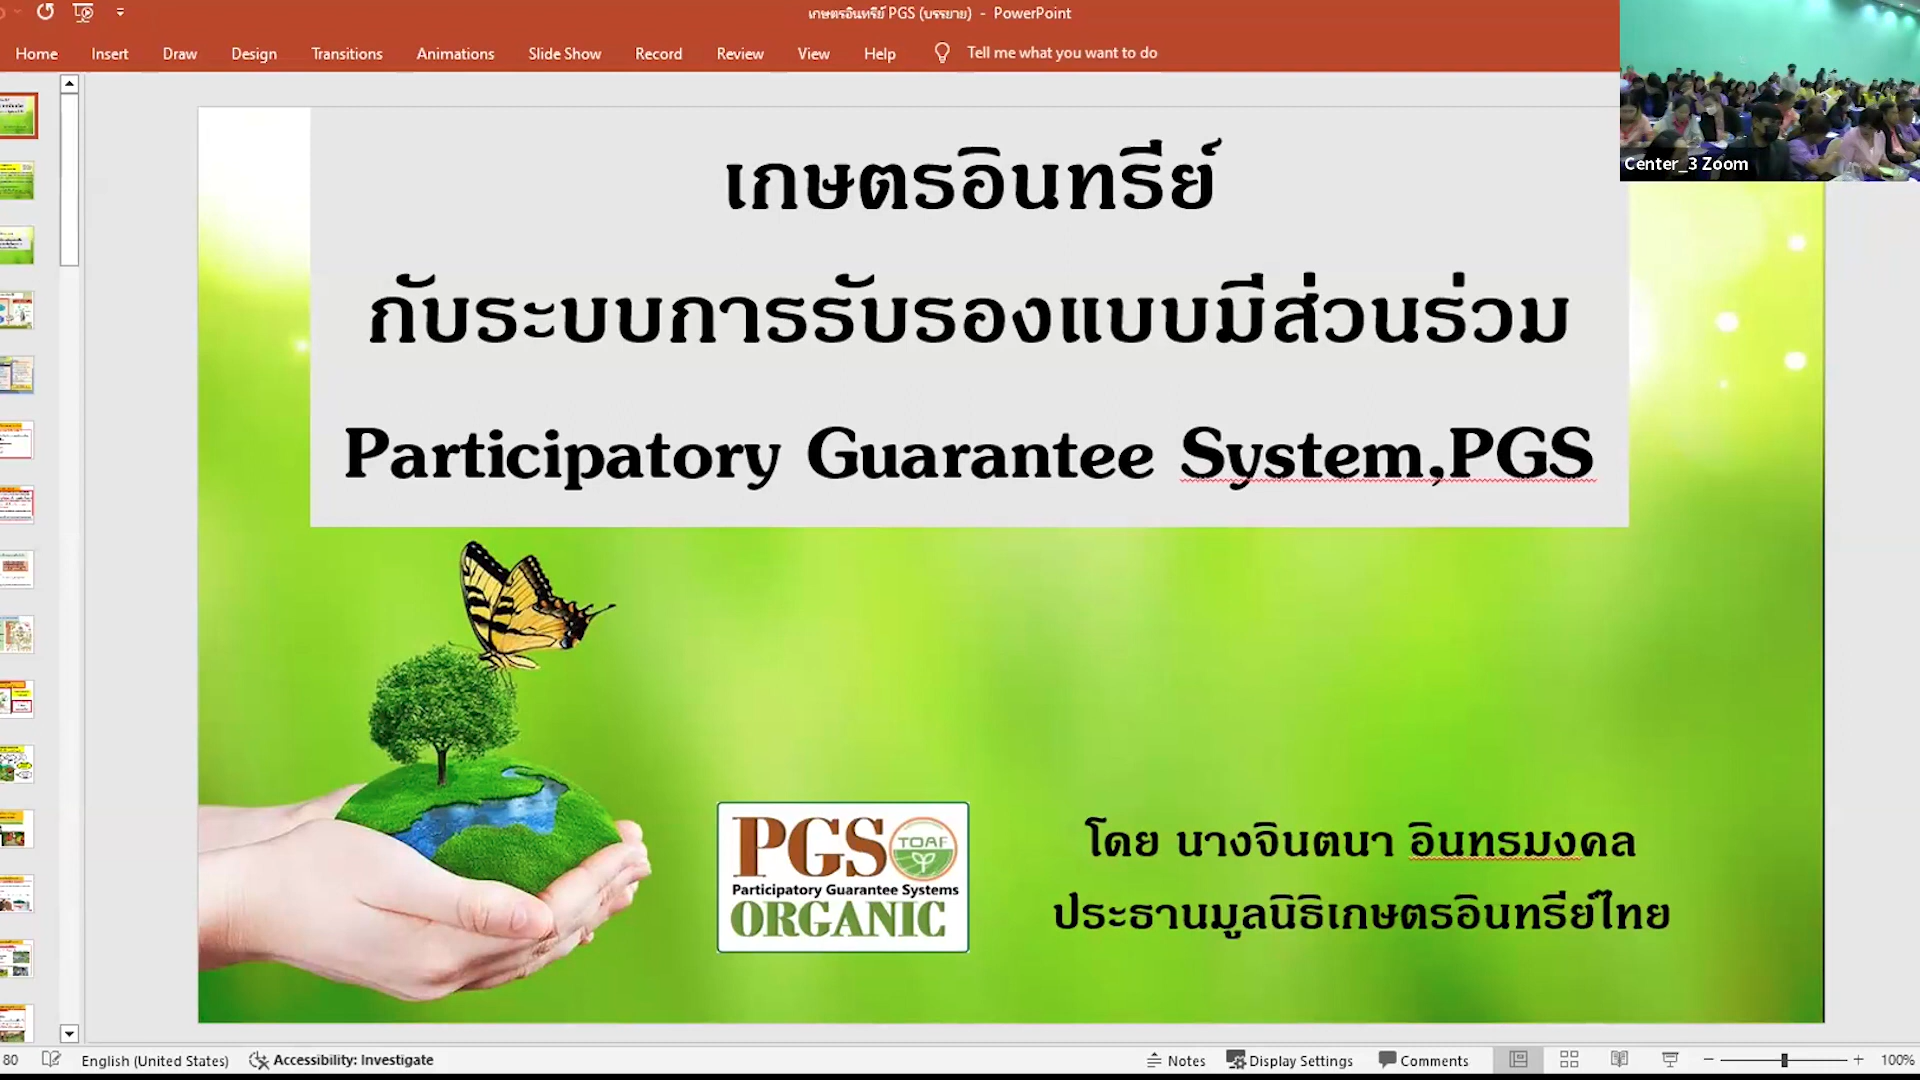 เกษตรอินทรีย์ PGS (บรรยาย) - PowerPoint
Home Insert Draw Design Transitions Animations Slide Show Record Review View Help Tell me what you want to do
Center_3 Zoom
เกษตรอินทรีย์
กับระบบการรับรองแบบมีส่วนร่วม
Participatory Guarantee System,PGS
PGS
TOAF
Participatory Guarantee Systems
ORGANIC
โดย นางจินตนา อินทรมงคล
ประธานมูลนิธิเกษตรอินทรีย์ไทย
80 English (United States) Accessibility: Investigate Notes Display Settings Comments 100%